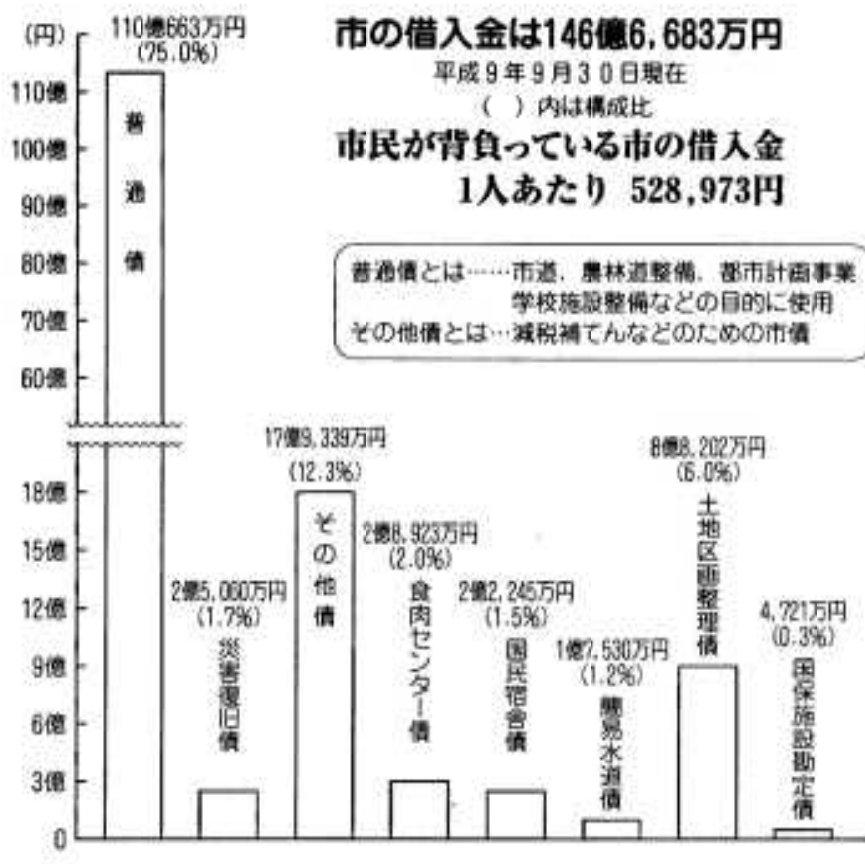 市の借入金は146億6,683万円
平成9年9月30日現在
（ ）内は構成比
市民が背負っている市の借入金
1人あたり 528,973円
普通債とは……市道、農林道整備、都市計画事業
学校施設整備などの目的に使用
その他債とは…減税補てんなどのための市債
(円)
110億
100億
90億
80億
70億
60億
18億
15億
12億
9億
6億
3億
0
110億663万円
(75.0%)
普通債
2億5,060万円
(1.7%)
災害復旧債
17億9,339万円
(12.3%)
その他債
2億8,923万円
(2.0%)
食肉センター債
2億2,245万円
(1.5%)
国民宿舎債
1億7,530万円
(1.2%)
簡易水道債
8億8,202万円
(6.0%)
土地区画整理債
4,721万円
(0.3%)
国保施設勘定債